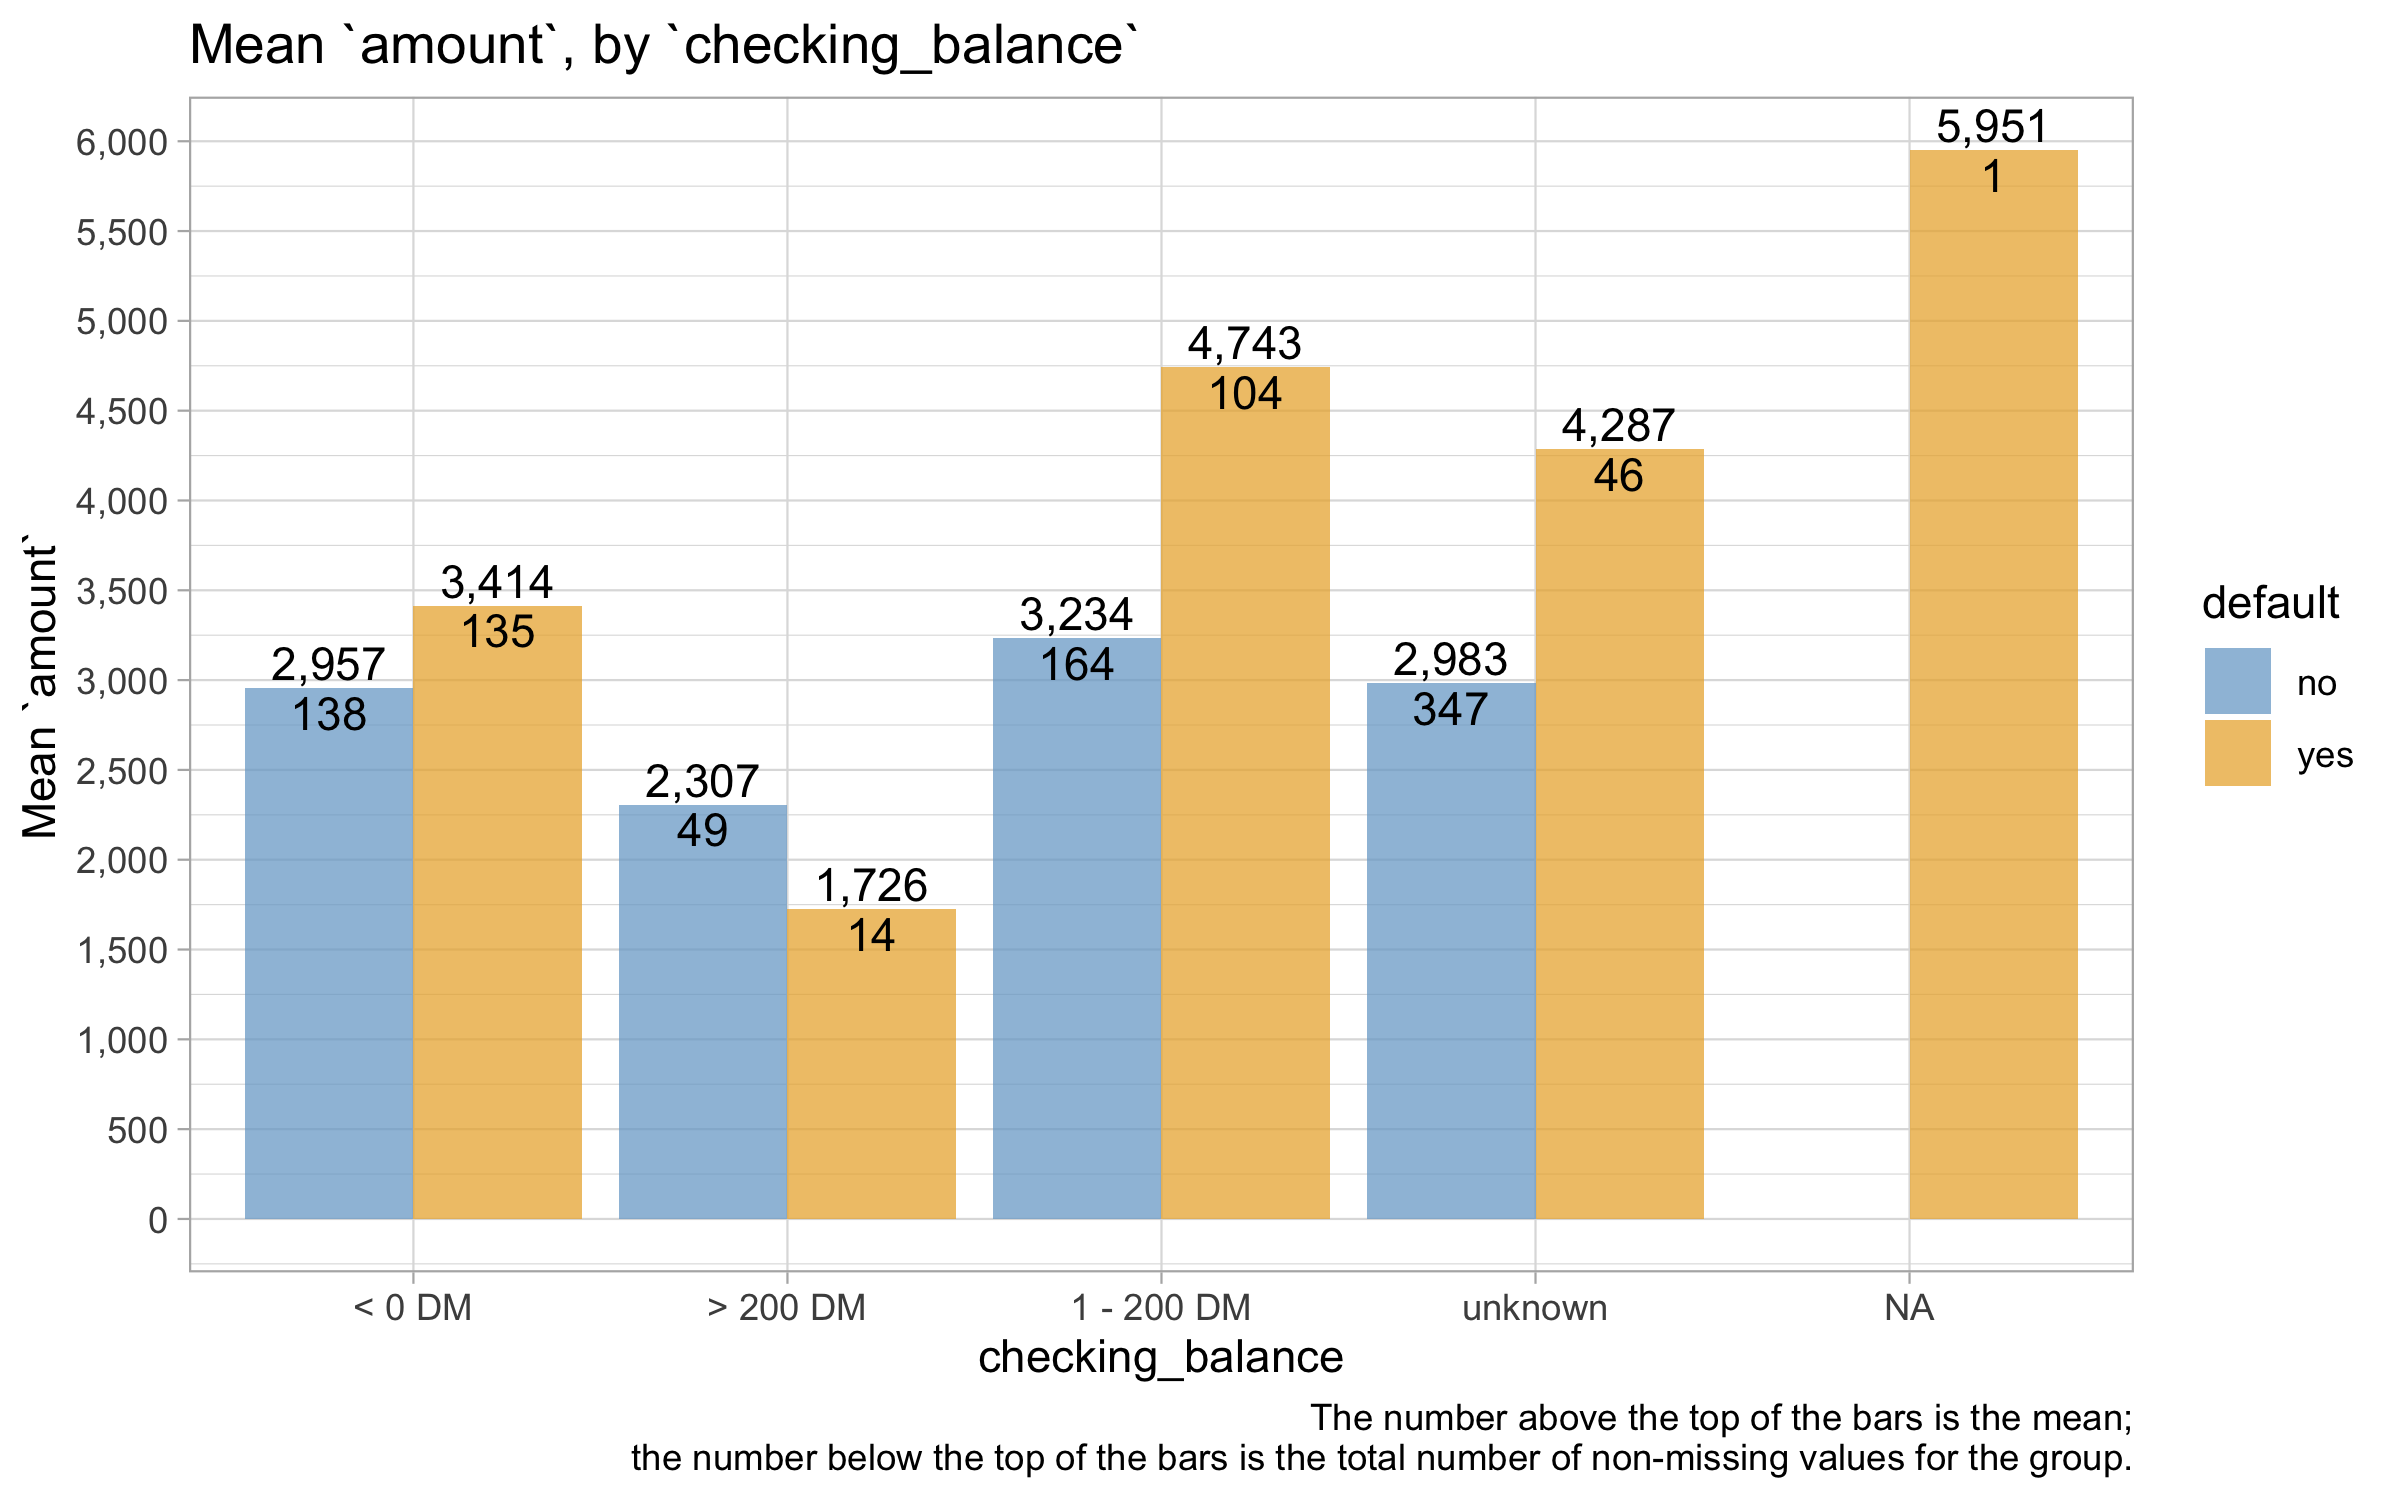 Mean `amount`, by `checking_balance`
Mean `amount`
6,000
5,500
5,000
4,500
4,000
3,500
3,000
2,500
2,000
1,500
1,000
500
0
2,957
138
3,414
135
2,307
49
1,726
14
3,234
164
4,743
104
2,983
347
4,287
46
5,951
1
< 0 DM
> 200 DM
1 - 200 DM
unknown
NA
checking_balance
default
no
yes
The number above the top of the bars is the mean;
the number below the top of the bars is the total number of non-missing values for the group.